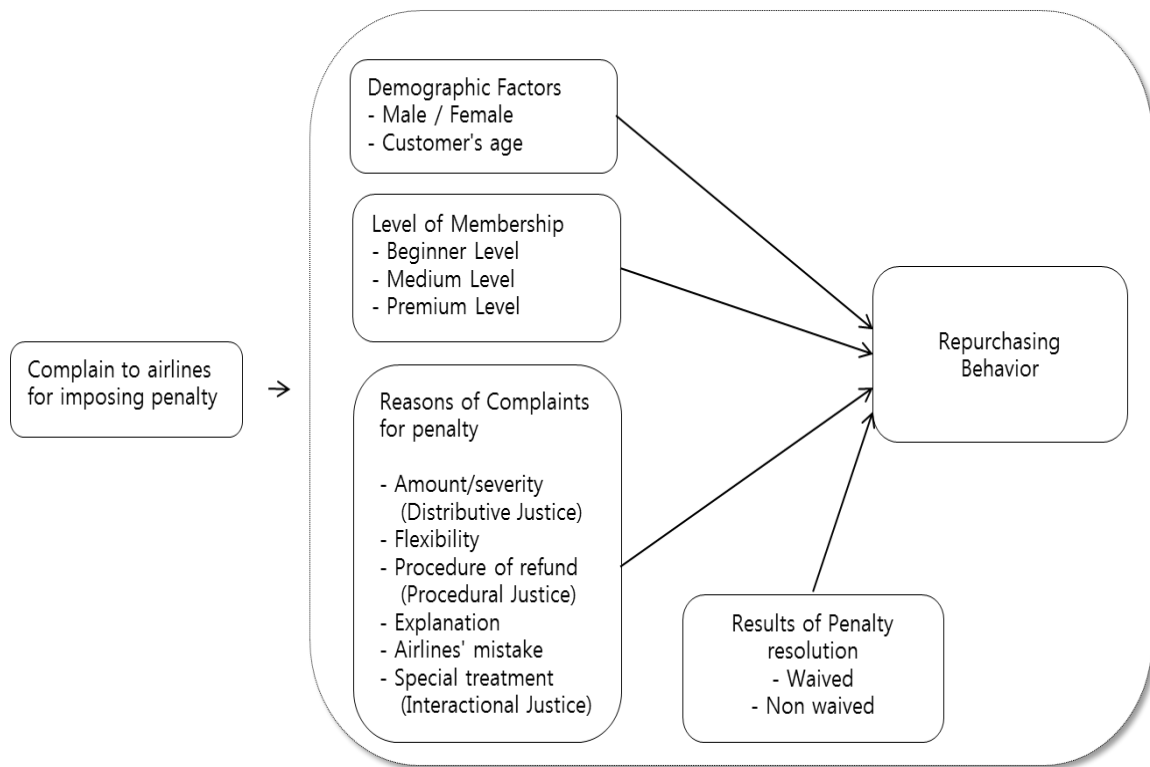 Complain to airlines
for imposing penalty
Demographic Factors
- Male / Female
- Customer's age
Level of Membership
- Beginner Level
- Medium Level
- Premium Level
Reasons of Complaints
for penalty
- Amount/severity
(Distributive Justice)
- Flexibility
- Procedure of refund
(Procedural Justice)
- Explanation
- Airlines' mistake
- Special treatment
(Interactional Justice)
Results of Penalty
resolution
- Waived
- Non waived
Repurchasing
Behavior